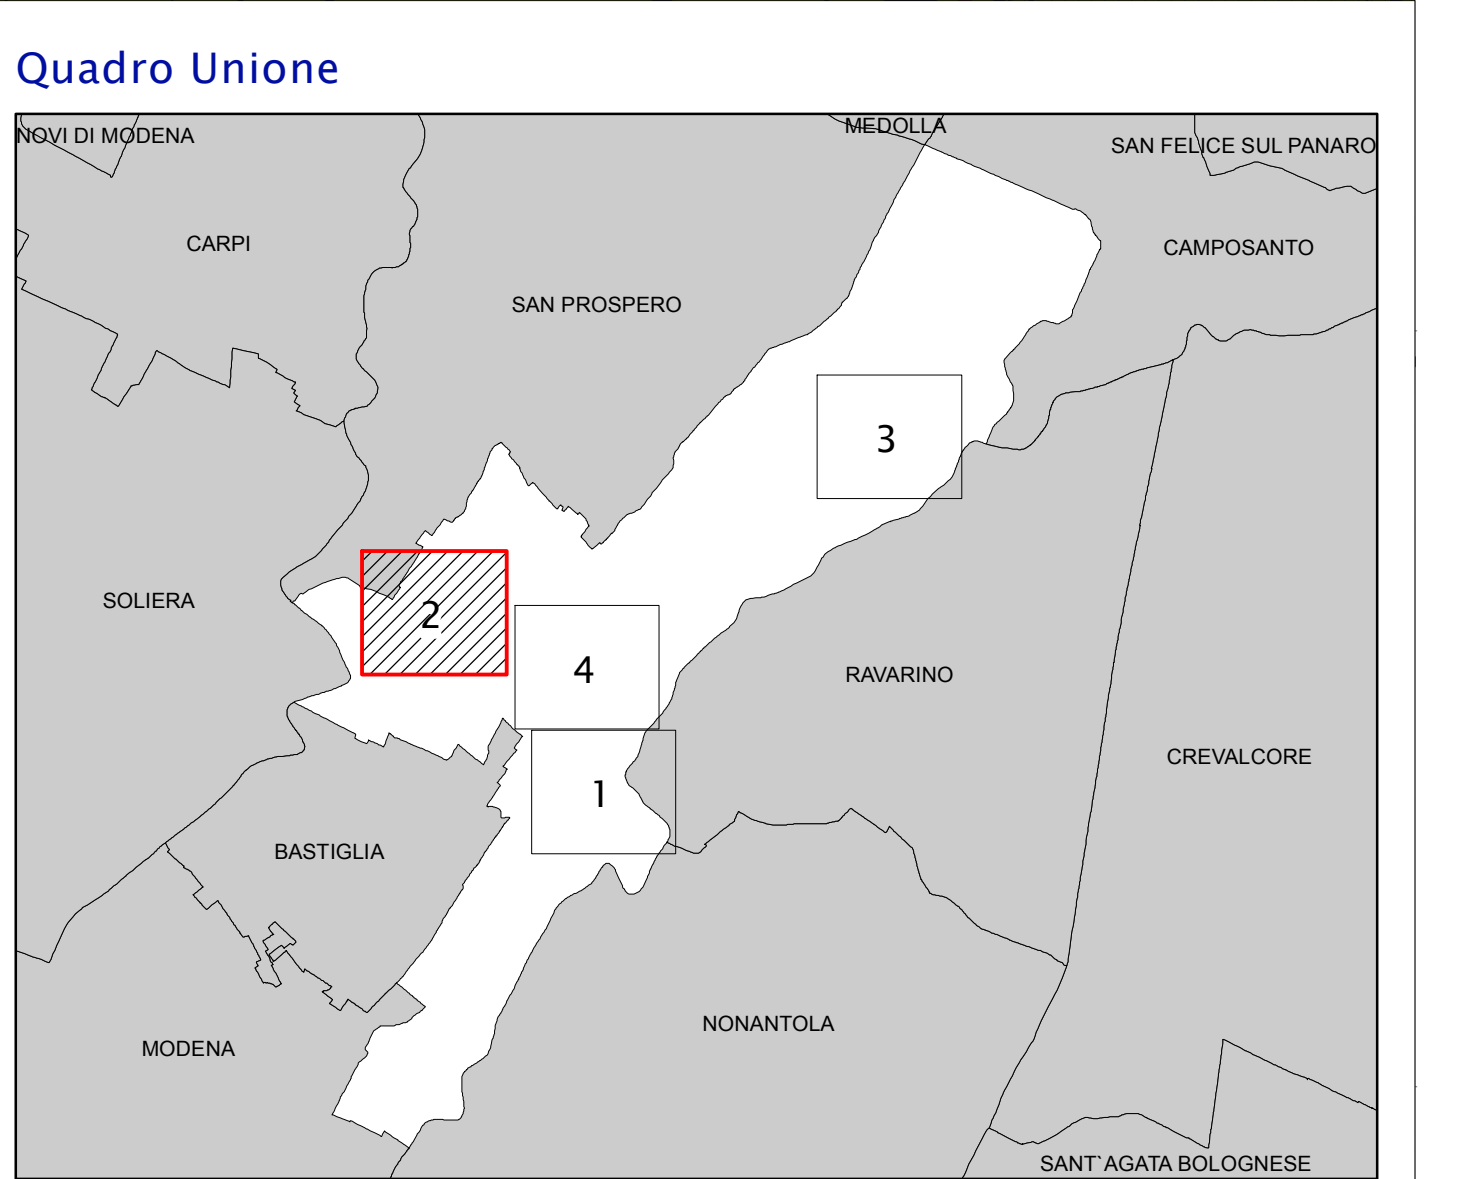 Quadro Unione
MEDOLLA
NOVI DI MODENA
SAN FELICE SUL PANARO
CARPI
CAMPOSANTO
SAN PROSPERO
3
SOLIERA
2
4
RAVARINO
CREVALCORE
1
BASTIGLIA
NONANTOLA
MODENA
SANT`AGATA BOLOGNESE